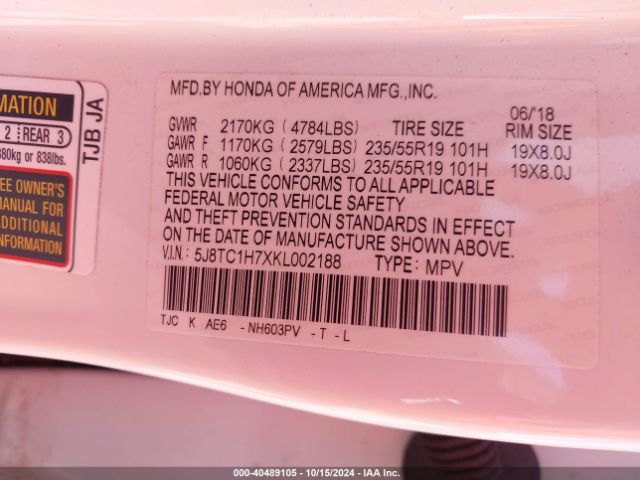 MATION
2 REAR 3
380kg or 838lbs.
EE OWNER'S
MANUAL FOR
ADDITIONAL
INFORMATION
TJB JA
MFD.BY HONDA OF AMERICA MFG.,INC.
06/'18
GVWR 2170KG ( 4784LBS) TIRE SIZE RIM SIZE
GAWR F 1170KG ( 2579LBS) 235/55R19 101H 19X8.0J
GAWR R 1060KG ( 2337LBS) 235/55R19 101H 19X8.0J
THIS VEHICLE CONFORMS TO ALL APPLICABLE
FEDERAL MOTOR VEHICLE SAFETY
AND THEFT PREVENTION STANDARDS IN EFFECT
ON THE DATE OF MANUFACTURE SHOWN ABOVE.
V.I.N.: 5J8TC1H7XKL002188 TYPE: MPV
TJC K AE6 - NH603PV - T - L
000-40489105 - 10/15/2024 - IAA Inc.